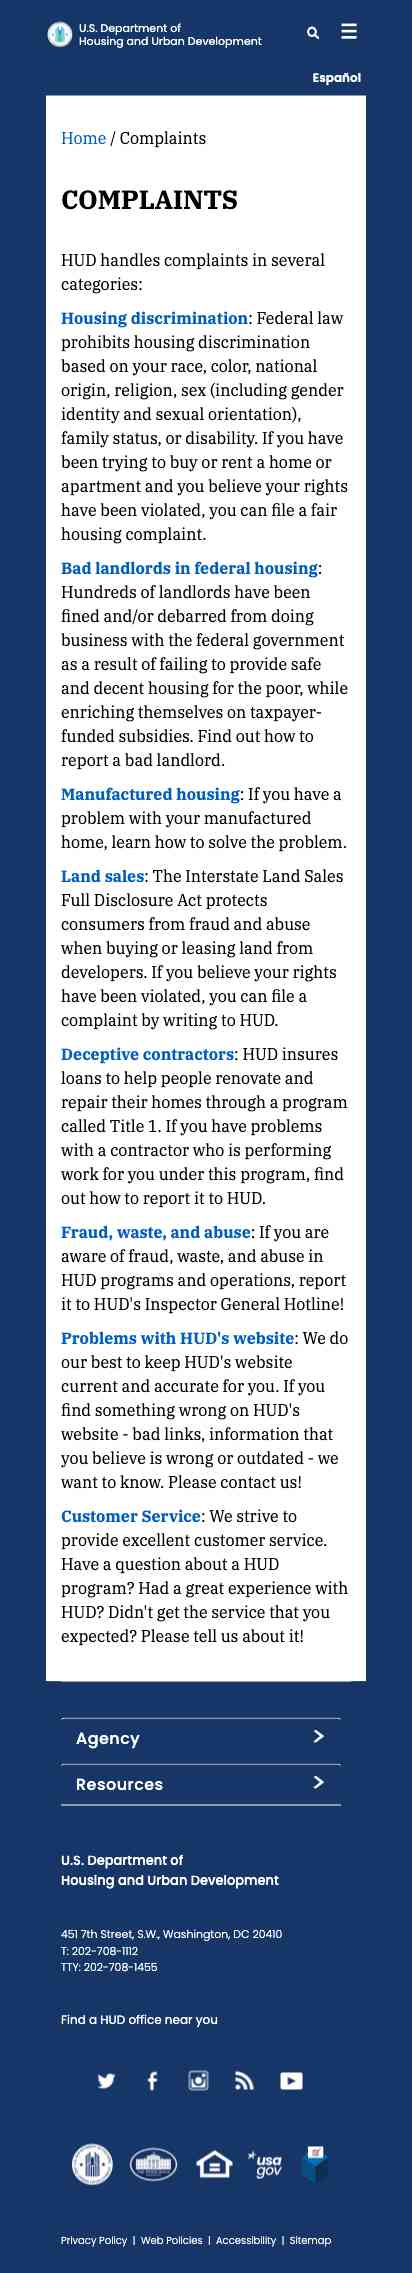 U.S. Department of
Housing and Urban Development
Español
Home / Complaints
COMPLAINTS
HUD handles complaints in several
categories:
Housing discrimination: Federal law
prohibits housing discrimination
based on your race, color, national
origin, religion, sex (including gender
identity and sexual orientation),
family status, or disability. If you have
been trying to buy or rent a home or
apartment and you believe your rights
have been violated, you can file a fair
housing complaint.
Bad landlords in federal housing:
Hundreds of landlords have been
fined and/or debarred from doing
business with the federal government
as a result of failing to provide safe
and decent housing for the poor, while
enriching themselves on taxpayer-
funded subsidies. Find out how to
report a bad landlord.
Manufactured housing: If you have a
problem with your manufactured
home, learn how to solve the problem.
Land sales: The Interstate Land Sales
Full Disclosure Act protects
consumers from fraud and abuse
when buying or leasing land from
developers. If you believe your rights
have been violated, you can file a
complaint by writing to HUD.
Deceptive contractors: HUD insures
loans to help people renovate and
repair their homes through a program
called Title 1. If you have problems
with a contractor who is performing
work for you under this program, find
out how to report it to HUD.
Fraud, waste, and abuse: If you are
aware of fraud, waste, and abuse in
HUD programs and operations, report
it to HUD's Inspector General Hotline!
Problems with HUD's website: We do
our best to keep HUD's website
current and accurate for you. If you
find something wrong on HUD's
website - bad links, information that
you believe is wrong or outdated - we
want to know. Please contact us!
Customer Service: We strive to
provide excellent customer service.
Have a question about a HUD
program? Had a great experience with
HUD? Didn't get the service that you
expected? Please tell us about it!
Agency
Resources
U.S. Department of
Housing and Urban Development
451 7th Street, S.W., Washington, DC 20410
T: 202-708-1112
TTY: 202-708-1455
Find a HUD office near you
usa
gov
Privacy Policy | Web Policies | Accessibility | Sitemap